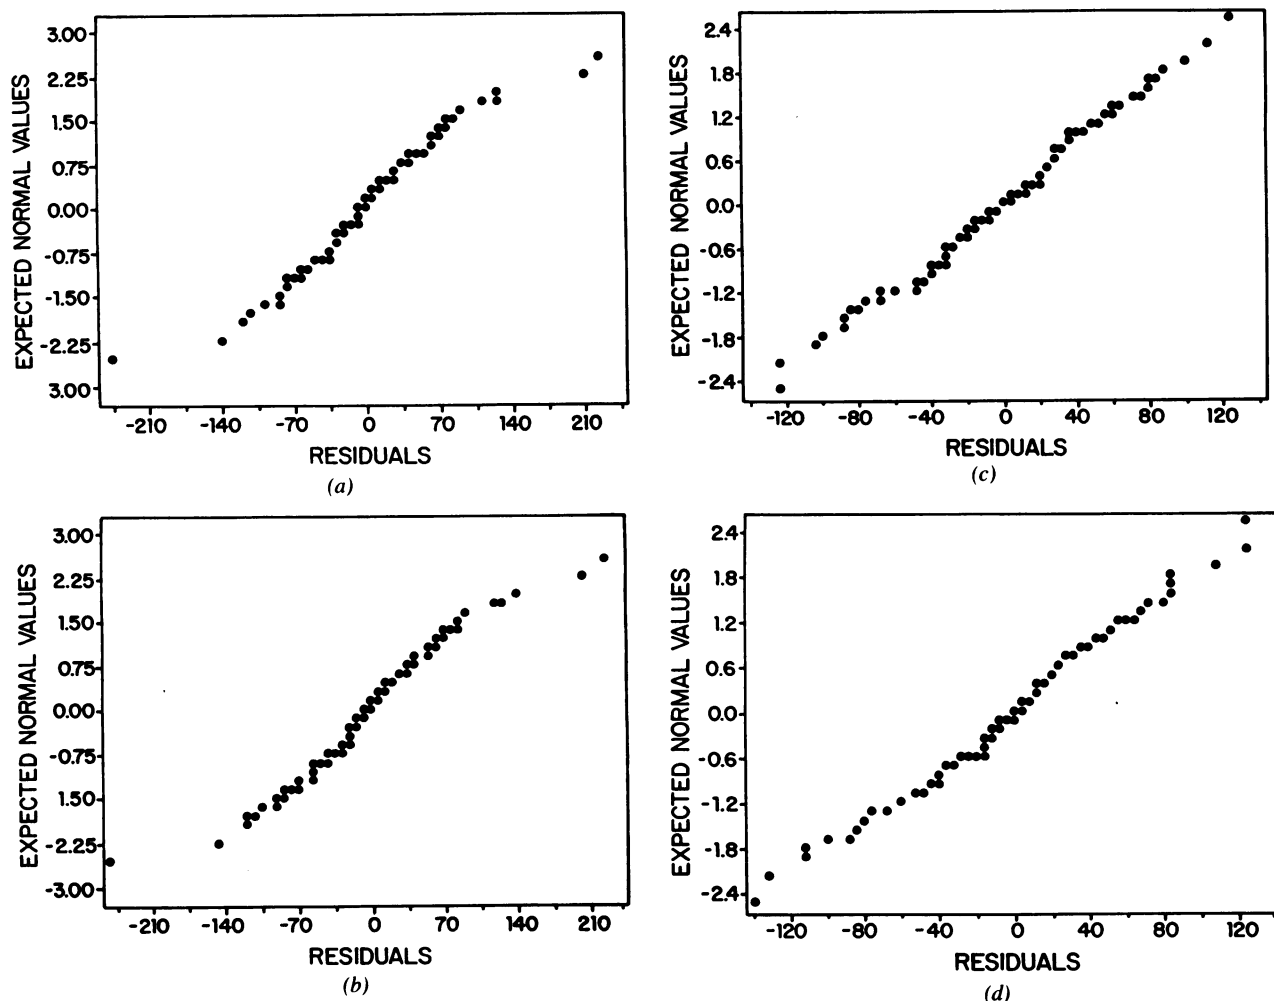 EXPECTED NORMAL VALUES
3.00
2.25
1.50
0.75
0.00
-0.75
-1.50
-2.25
3.00
-210 -140 -70 0 70 140 210
RESIDUALS
(a)
EXPECTED NORMAL VALUES
2.4
1.8
1.2
0.6
0.0
-0.6
-1.2
-1.8
-2.4
-120 -80 -40 0 40 80 120
RESIDUALS
(c)
EXPECTED NORMAL VALUES
3.00
2.25
1.50
0.75
0.00
-0.75
1.50
-2.25
-3.00
-210 -140 -70 0 70 140 210
RESIDUALS
(b)
EXPECTED NORMAL VALUES
2.4
1.8
1.2
0.6
0.0
-0.6
-1.2
-1.8
-2.4
-120 -80 -40 0 40 80 120
RESIDUALS
(d)